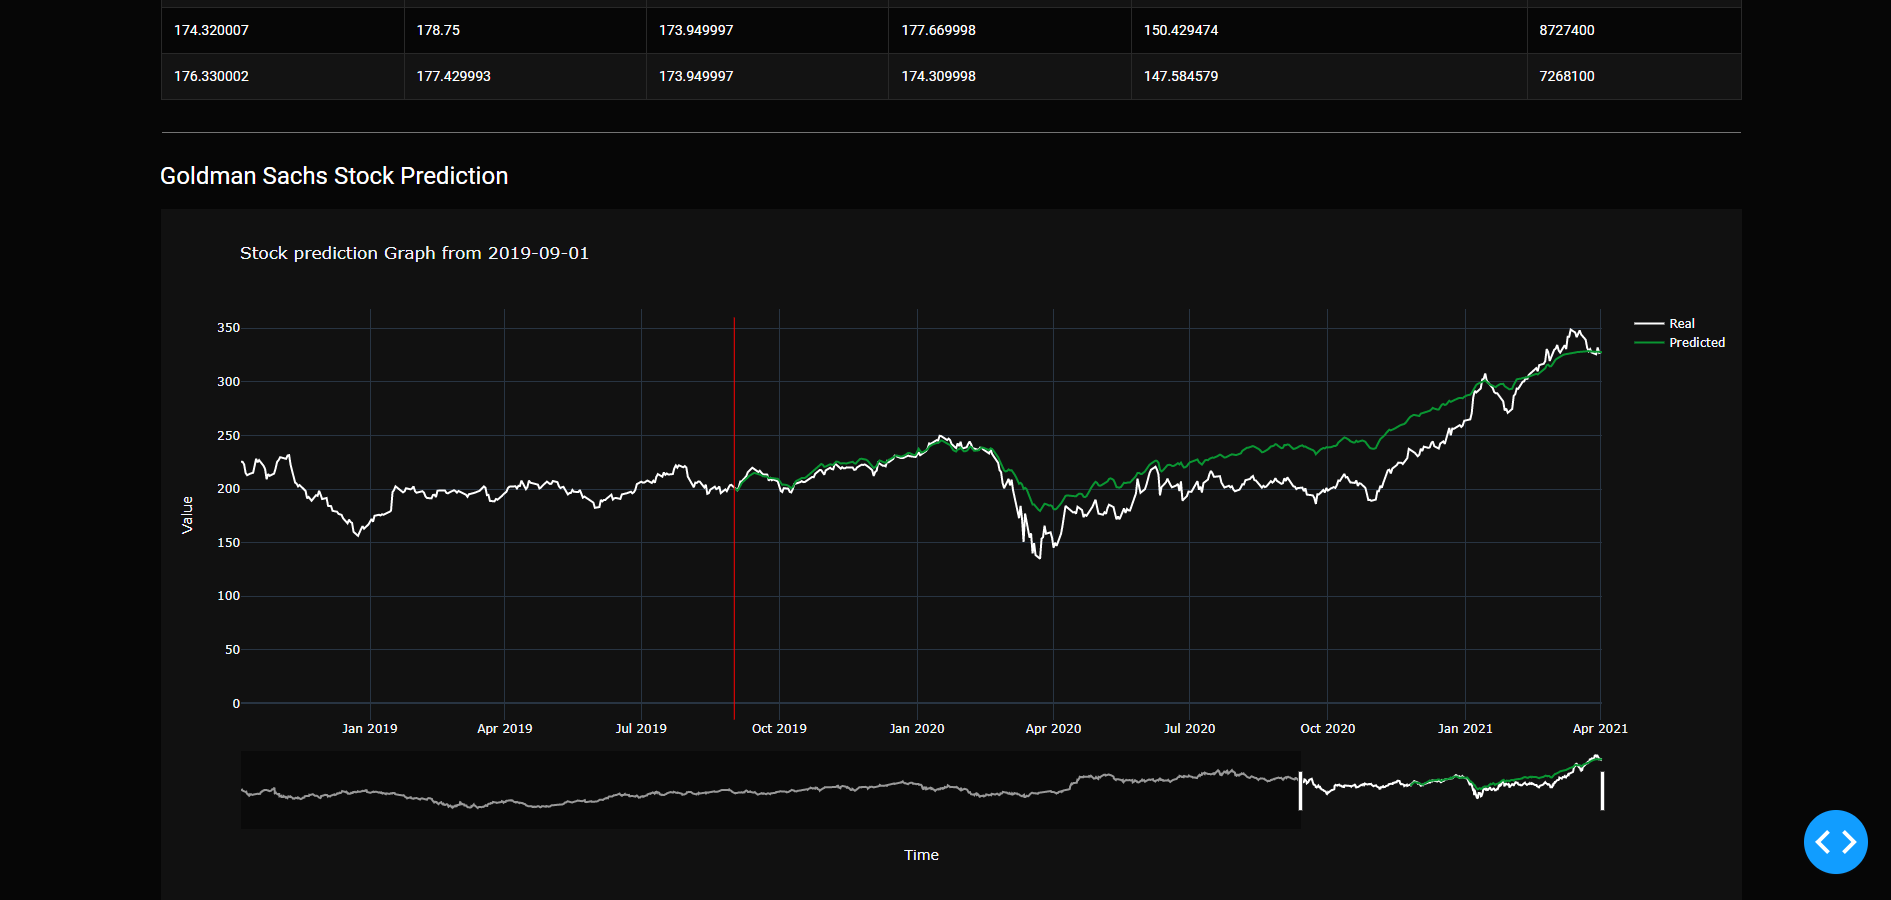 174.320007 178.75 173.949997 177.669998 150.429474 8727400
176.330002 177.429993 173.949997 174.309998 147.584579 7268100
Goldman Sachs Stock Prediction
Stock prediction Graph from 2019-09-01
350
300
250
200
150
100
50
0
Value
Real
Predicted
Jan 2019 Apr 2019 Jul 2019 Oct 2019 Jan 2020 Apr 2020 Jul 2020 Oct 2020 Jan 2021 Apr 2021
Time